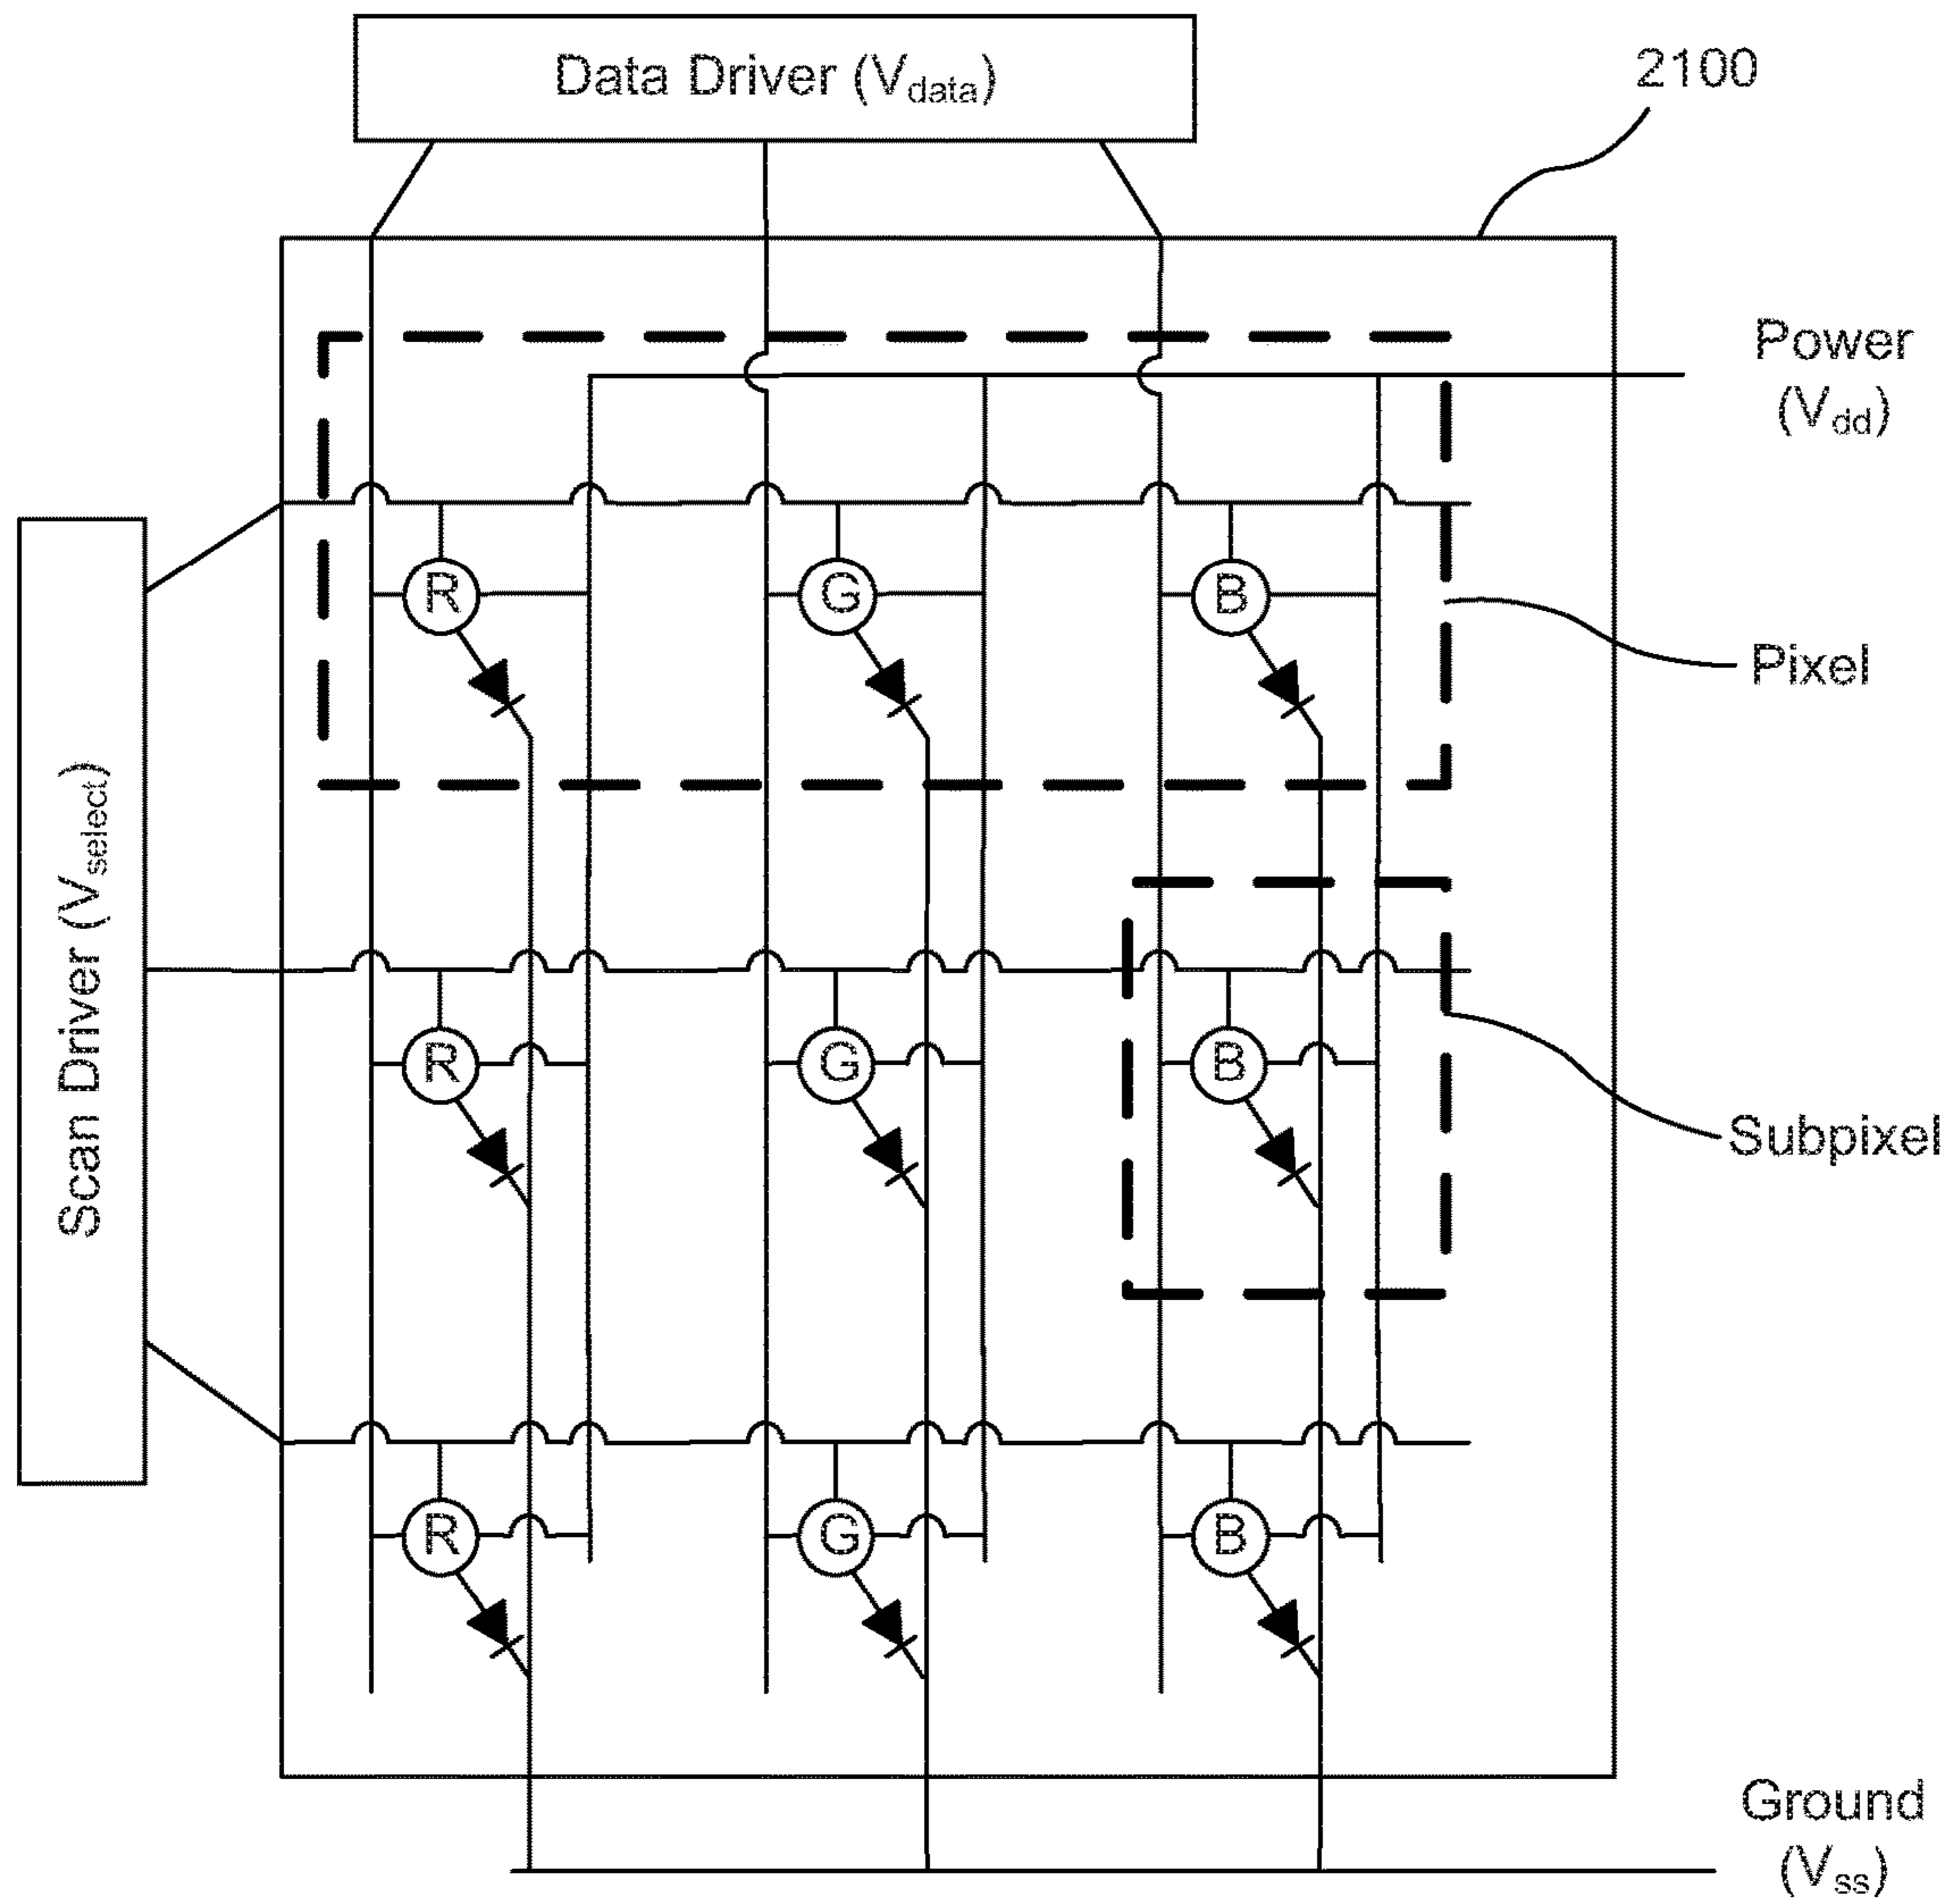 Data Driver (Vdata)
2100
Power
(Vdd)
R G B
Pixel
Scan Driver (Vselect)
R G B
Subpixel
R G B
Ground
(Vss)